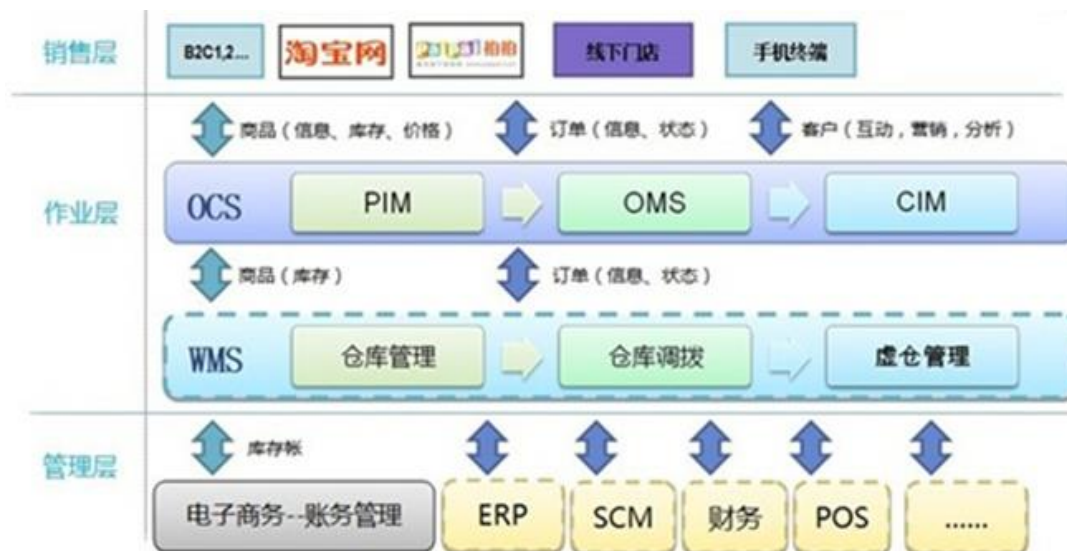 销售层
B2C1,2...
淘宝网
拍拍
线下门店
手机终端
商品（信息、库存、价格）
订单（信息、状态）
客户（互动，营销，分析）
作业层
OCS
PIM
OMS
CIM
商品（库存）
订单（信息、状态）
WMS
仓库管理
仓库调拨
虚仓管理
管理层
库存帐
电子商务--账务管理
ERP
SCM
财务
POS
......